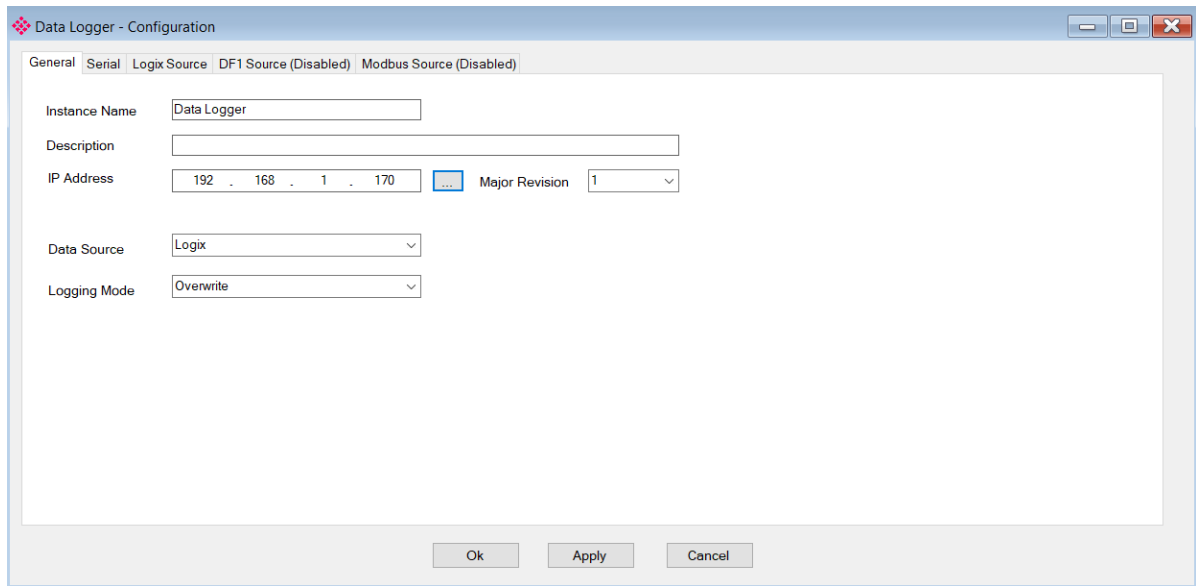 Data Logger - Configuration
General Serial Logix Source DF1 Source (Disabled) Modbus Source (Disabled)
Instance Name Data Logger
Description
IP Address 192 . 168 . 1 . 170 ... Major Revision 1
Data Source Logix
Logging Mode Overwrite
Ok Apply Cancel